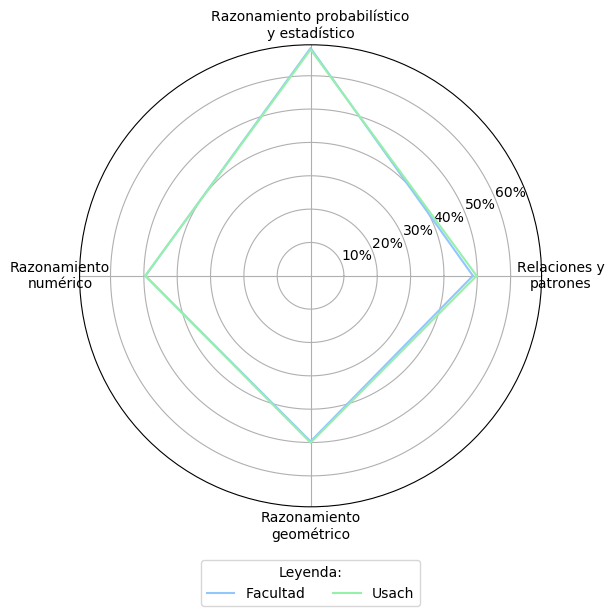 Razonamiento probabilístico
y estadístico
60%
50%
40%
30%
20%
10%
Razonamiento
numérico
Relaciones y
patrones
Razonamiento
geométrico
Leyenda:
Facultad
Usach